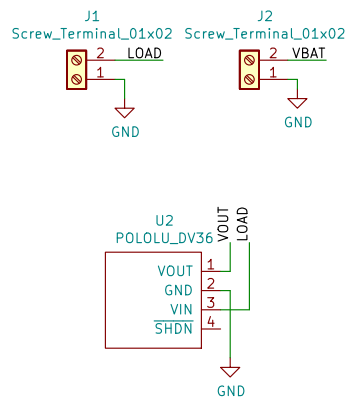 J1
Screw_Terminal_01x02
2 LOAD
1
GND
J2
Screw_Terminal_01x02
2 VBAT
1
GND
U2
POLOLU_DV36
VOUT
LOAD
VOUT 1
GND 2
VIN 3
SHDN 4
GND